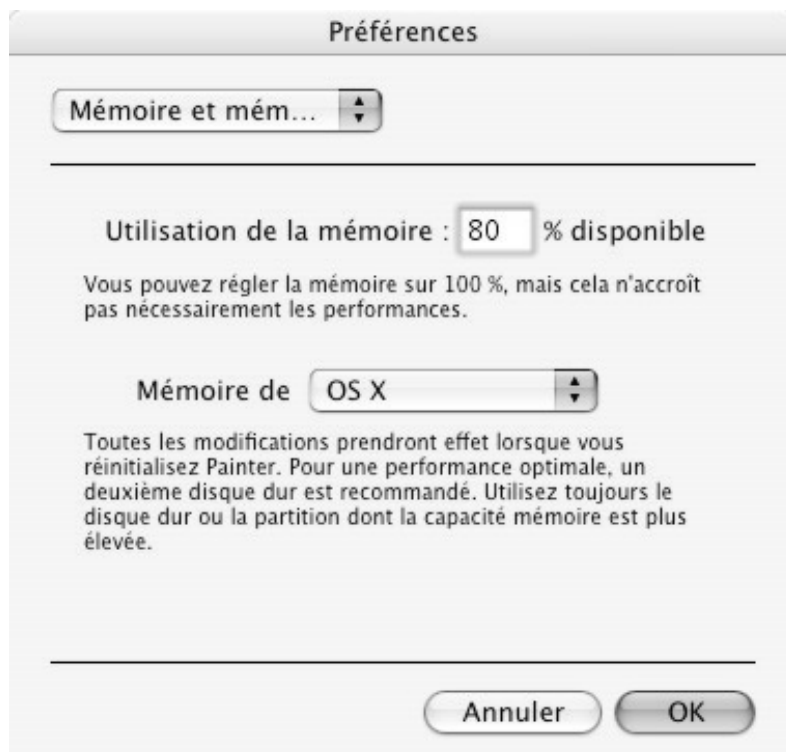 Préférences
Mémoire et mém...
Utilisation de la mémoire : 80 % disponible
Vous pouvez régler la mémoire sur 100 %, mais cela n'accroît
pas nécessairement les performances.
Mémoire de OS X
Toutes les modifications prendront effet lorsque vous
réinitialisez Painter. Pour une performance optimale, un
deuxième disque dur est recommandé. Utilisez toujours le
disque dur ou la partition dont la capacité mémoire est plus
élevée.
Annuler OK